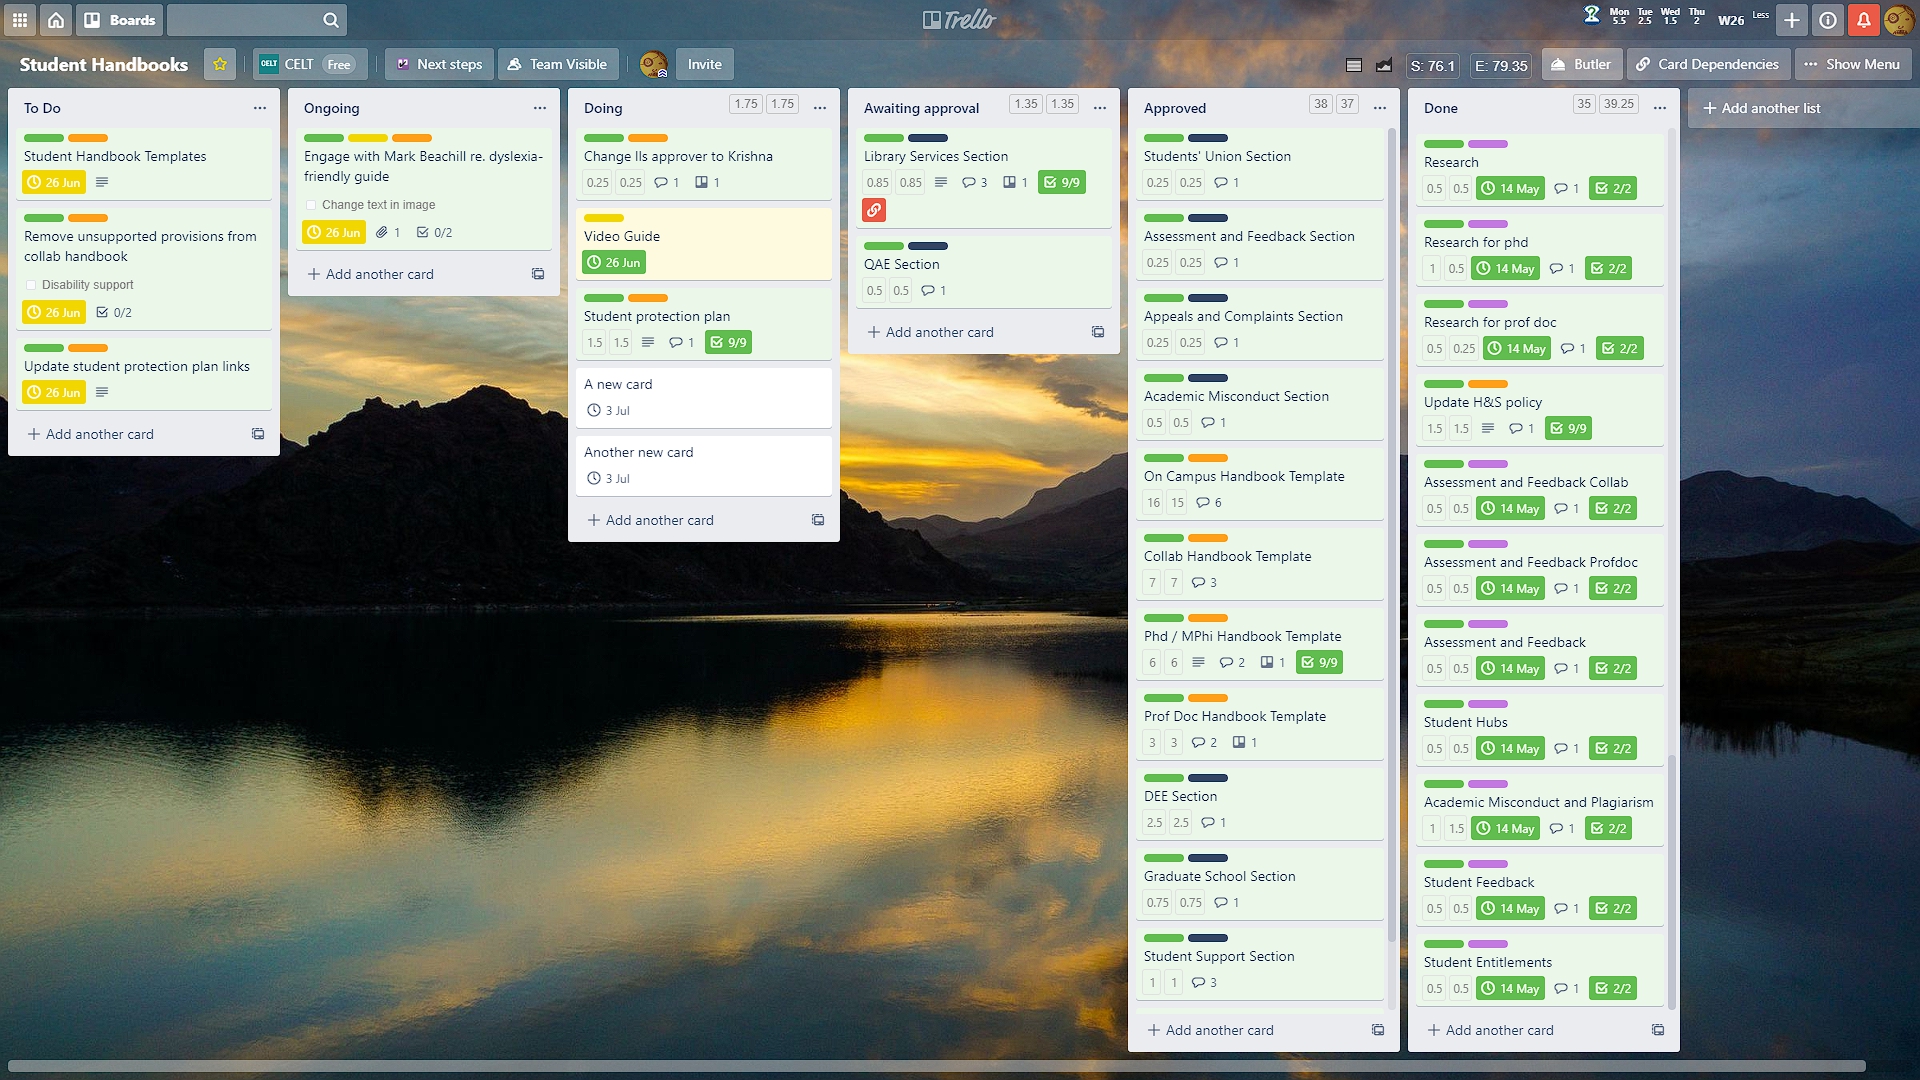 Boards
Trello
Mon
5.5
Tue
2.5
Wed
1.5
Thu
2
W26
Less
Student Handbooks
CELT
CELT
Free
Next steps
Team Visible
Invite
S: 76.1
E: 79.35
Butler
Card Dependencies
Show Menu
To Do
Student Handbook Templates
26 Jun
Remove unsupported provisions from
collab handbook
Disability support
26 Jun 0/2
Update student protection plan links
26 Jun
Add another card
Ongoing
Engage with Mark Beachill re. dyslexia-
friendly guide
Change text in image
26 Jun 1 0/2
Add another card
Doing 1.75 1.75
Change lls approver to Krishna
0.25 0.25 1 1
Video Guide
26 Jun
Student protection plan
1.5 1.5 1 9/9
A new card
3 Jul
Another new card
3 Jul
Add another card
Awaiting approval 1.35 1.35
Library Services Section
0.85 0.85 3 1 9/9
QAE Section
0.5 0.5 1
Add another card
Approved 38 37
Students' Union Section
0.25 0.25 1
Assessment and Feedback Section
0.25 0.25 1
Appeals and Complaints Section
0.25 0.25 1
Academic Misconduct Section
0.5 0.5 1
On Campus Handbook Template
16 15 6
Collab Handbook Template
7 7 3
Phd / MPhi Handbook Template
6 6 2 1 9/9
Prof Doc Handbook Template
3 3 2 1
DEE Section
2.5 2.5 1
Graduate School Section
0.75 0.75 1
Student Support Section
1 1 3
Add another card
Done 35 39.25
Research
0.5 0.5 14 May 1 2/2
Research for phd
1 0.5 14 May 1 2/2
Research for prof doc
0.5 0.25 14 May 1 2/2
Update H&S policy
1.5 1.5 1 9/9
Assessment and Feedback Collab
0.5 0.5 14 May 1 2/2
Assessment and Feedback Profdoc
0.5 0.5 14 May 1 2/2
Assessment and Feedback
0.5 0.5 14 May 1 2/2
Student Hubs
0.5 0.5 14 May 1 2/2
Academic Misconduct and Plagiarism
1 1.5 14 May 1 2/2
Student Feedback
0.5 0.5 14 May 1 2/2
Student Entitlements
0.5 0.5 14 May 1 2/2
Add another card
Add another list